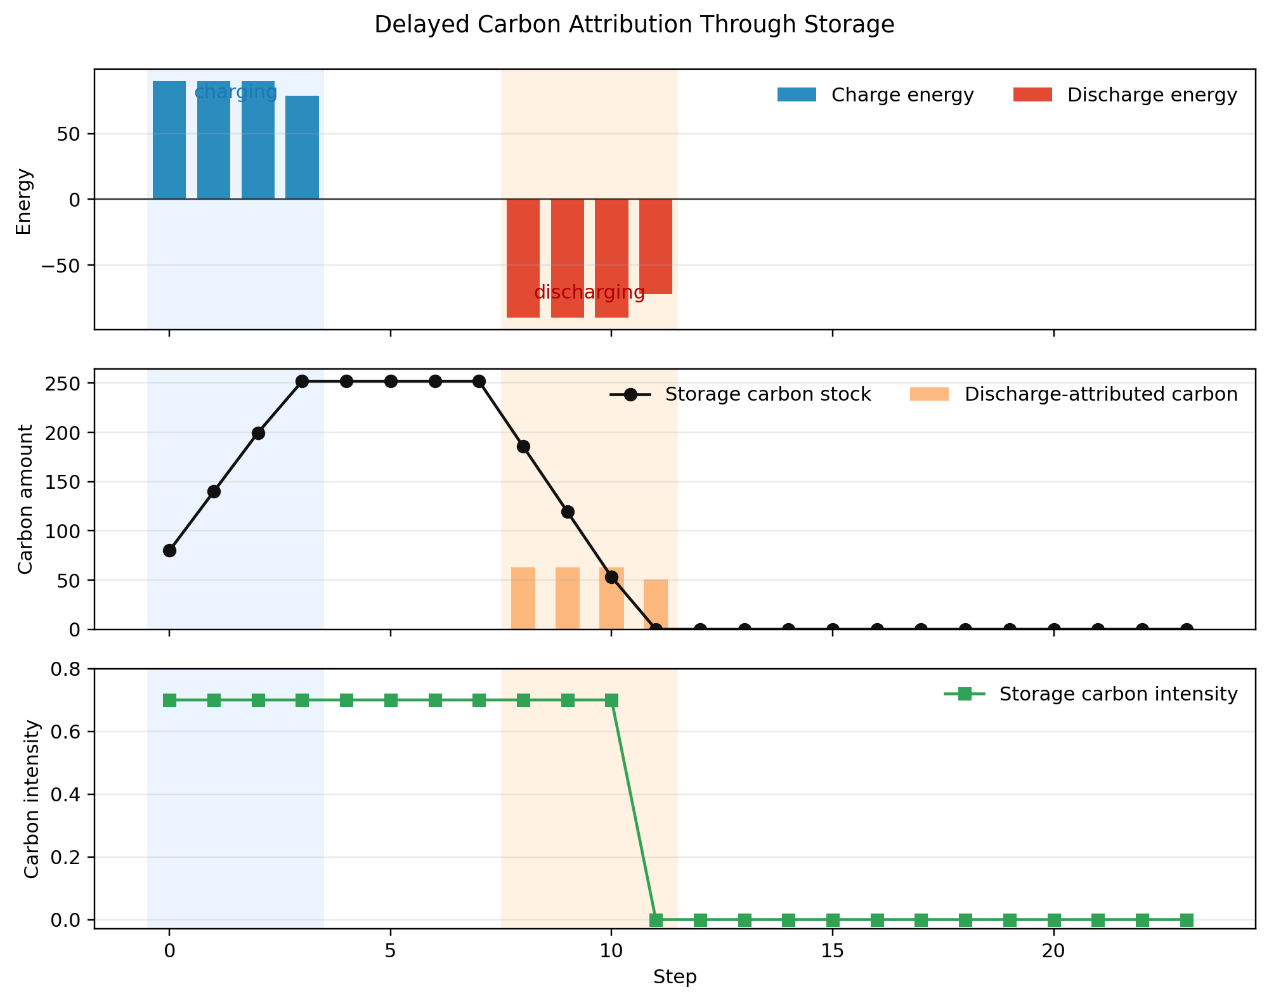 Delayed Carbon Attribution Through Storage
charging
Charge energy
Discharge energy
50
0
−50
Energy
discharging
250
200
150
100
50
0
Carbon amount
Storage carbon stock
Discharge-attributed carbon
0.8
0.6
0.4
0.2
0.0
Carbon intensity
Storage carbon intensity
0
5
10
15
20
Step